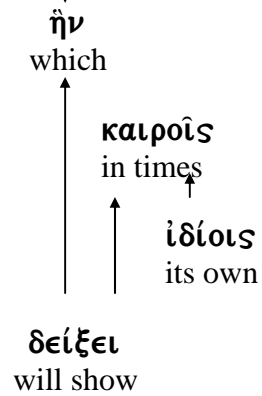 ἣν
which
καιροῖς
in times
ἰδίοις
its own
δείξει
will show